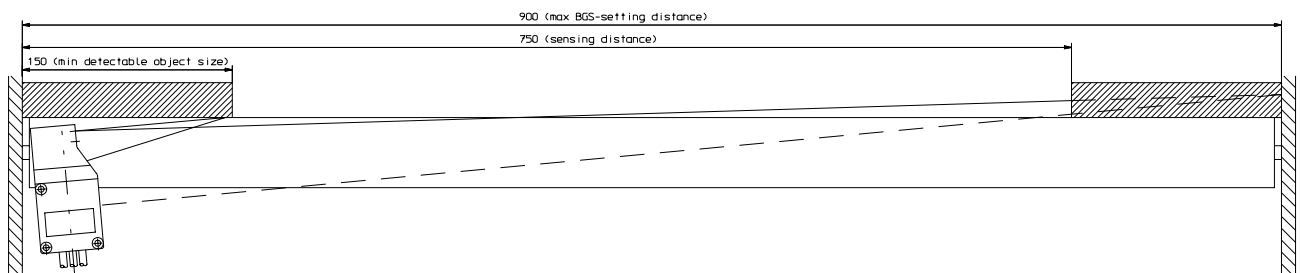 900 (max BGS-setting distance)
750 (sensing distance)
150 (min detectable object size)